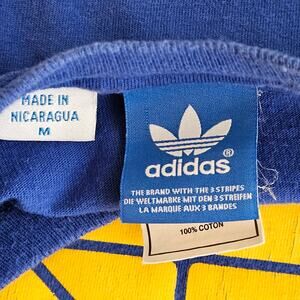 MADE IN
NICARAGUA
M
adidas®
THE BRAND WITH THE 3 STRIPES
DIE WELTMARKE MIT DEN 3 STREIFEN
LA MARQUE AUX 3 BANDES
100% COTON